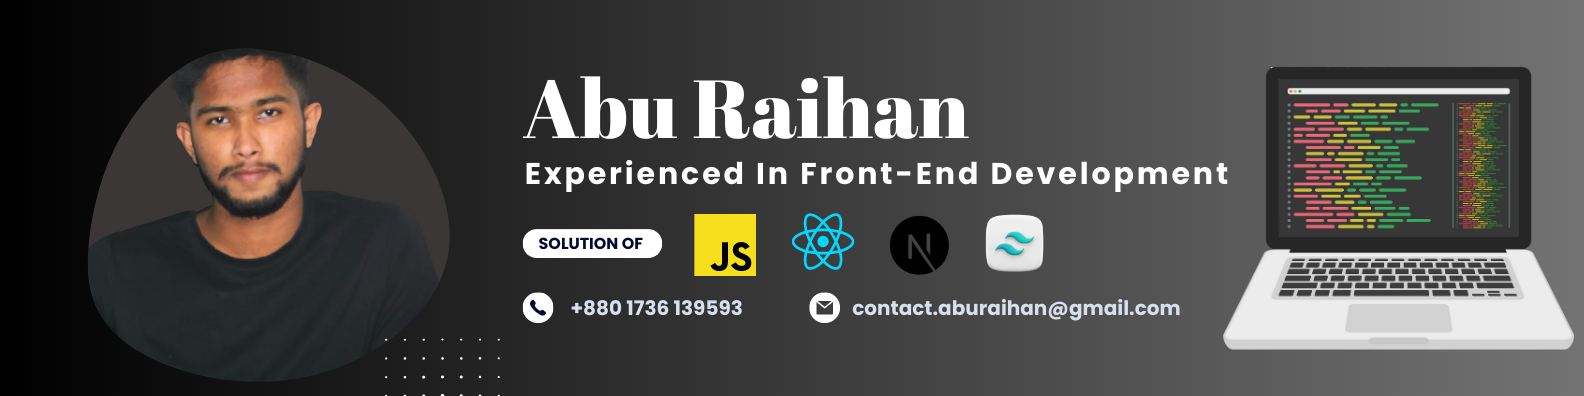 Abu Raihan
Experienced In Front-End Development
SOLUTION OF
JS
N
+880 1736 139593
contact.aburaihan@gmail.com